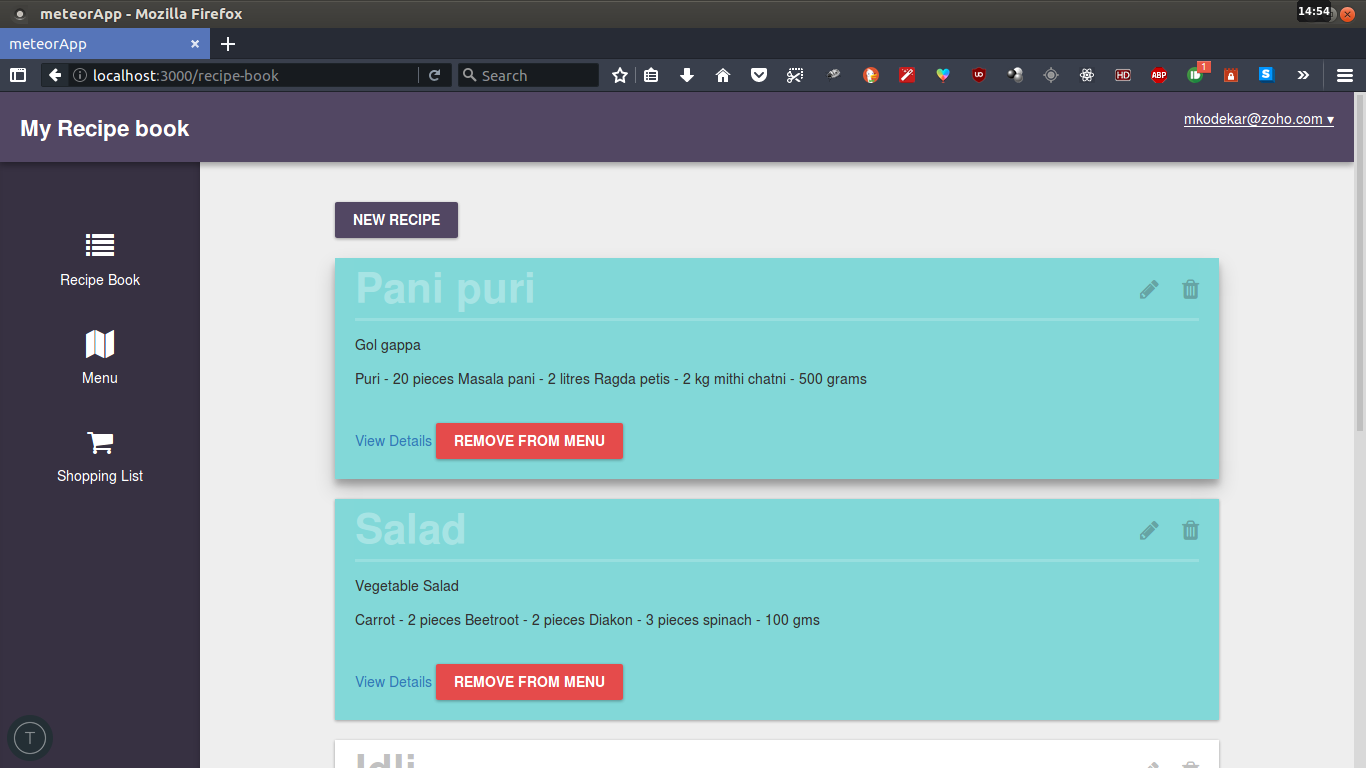 meteorApp - Mozilla Firefox
14:54
meteorApp
localhost:3000/recipe-book
Search
HD
ABP
1
S
My Recipe book
mkodekar@zoho.com ▾
NEW RECIPE
Recipe Book
Menu
Shopping List
Pani puri
Gol gappa
Puri - 20 pieces Masala pani - 2 litres Ragda petis - 2 kg mithi chatni - 500 grams
View Details REMOVE FROM MENU
Salad
Vegetable Salad
Carrot - 2 pieces Beetroot - 2 pieces Diakon - 3 pieces spinach - 100 gms
View Details REMOVE FROM MENU
T
Idli